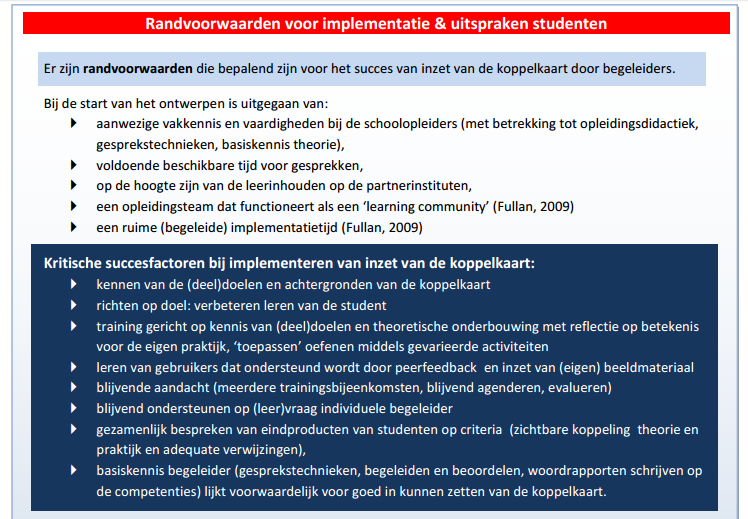 Randvoorwaarden voor implementatie & uitspraken studenten
Er zijn randvoorwaarden die bepalend zijn voor het succes van inzet van de koppelkaart door begeleiders.
Bij de start van het ontwerpen is uitgegaan van:
aanwezige vakkennis en vaardigheden bij de schoolopleiders (met betrekking tot opleidingsdidactiek,
gesprekstechnieken, basiskennis theorie),
voldoende beschikbare tijd voor gesprekken,
op de hoogte zijn van de leerinhouden op de partnerinstituten,
een opleidingsteam dat functioneert als een ‘learning community’ (Fullan, 2009)
een ruime (begeleide) implementatietijd (Fullan, 2009)
Kritische succesfactoren bij implementeren van inzet van de koppelkaart:
kennen van de (deel)doelen en achtergronden van de koppelkaart
richten op doel: verbeteren leren van de student
training gericht op kennis van (deel)doelen en theoretische onderbouwing met reflectie op betekenis
voor de eigen praktijk, ‘toepassen’ oefenen middels gevarieerde activiteiten
leren van gebruikers dat ondersteund wordt door peerfeedback en inzet van (eigen) beeldmateriaal
blijvende aandacht (meerdere trainingsbijeenkomsten, blijvend agenderen, evalueren)
blijvend ondersteunen op (leer)vraag individuele begeleider
gezamenlijk bespreken van eindproducten van studenten op criteria (zichtbare koppeling theorie en
praktijk en adequate verwijzingen),
basiskennis begeleider (gesprekstechnieken, begeleiden en beoordelen, woordrapporten schrijven op
de competenties) lijkt voorwaardelijk voor goed in kunnen zetten van de koppelkaart.